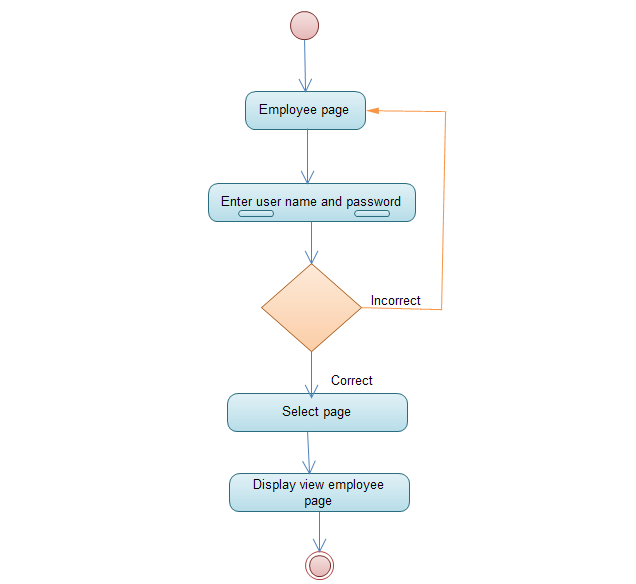 Employee page
Enter user name and password
Incorrect
Correct
Select page
Display view employee
page